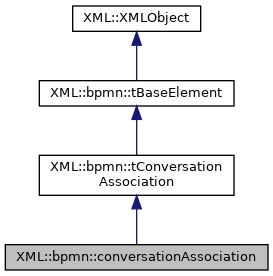 XML::XMLObject
XML::bpmn::tBaseElement
XML::bpmn::tConversation
Association
XML::bpmn::conversationAssociation